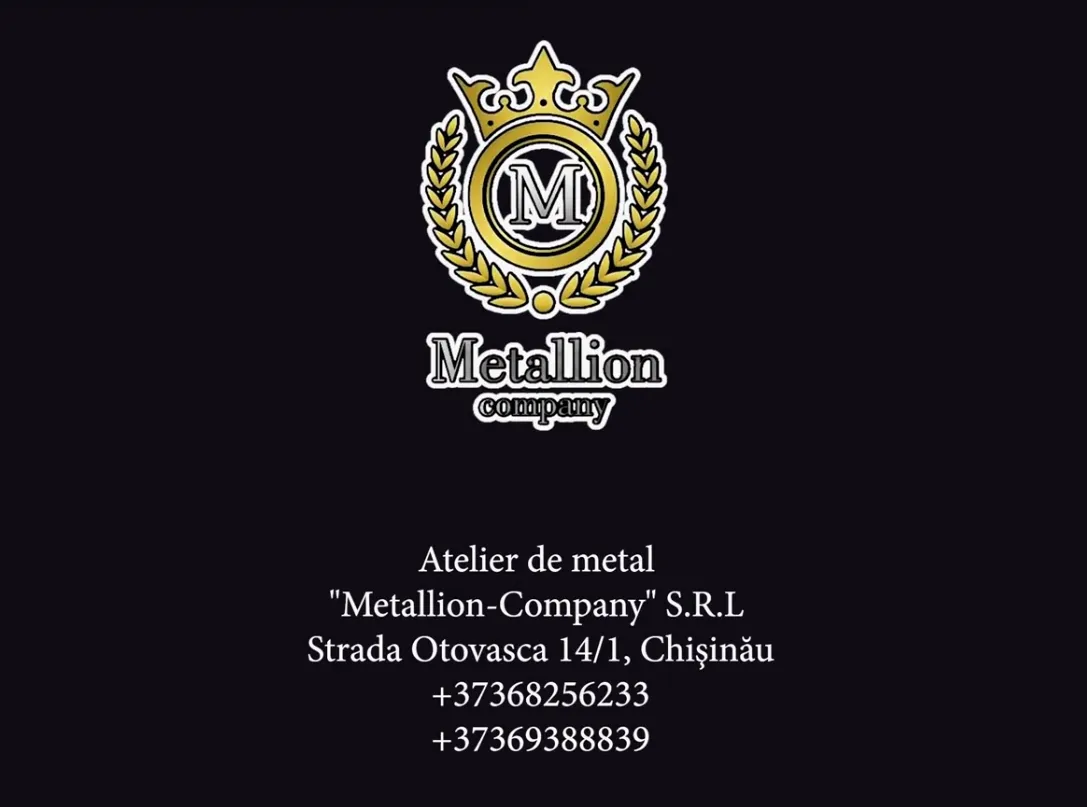 M
Metallion
company
Atelier de metal
"Metallion-Company" S.R.L
Strada Otovasca 14/1, Chişinău
+37368256233
+37369388839